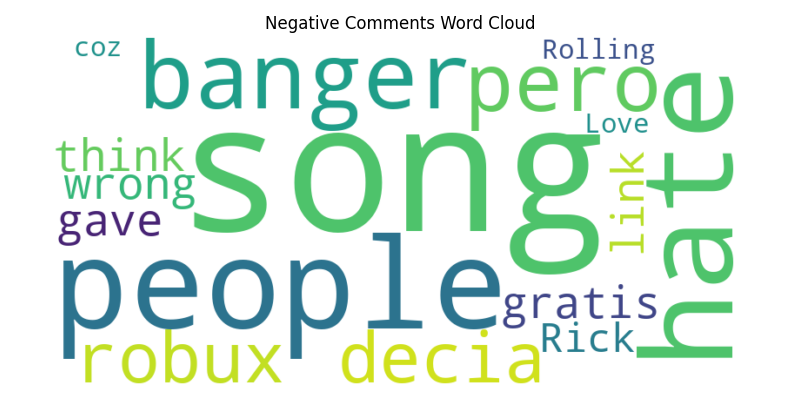 Negative Comments Word Cloud
coz
Rolling
banger
pero
hate
Love
song
think
wrong
link
gave
people
gratis
Rick
robux
decia